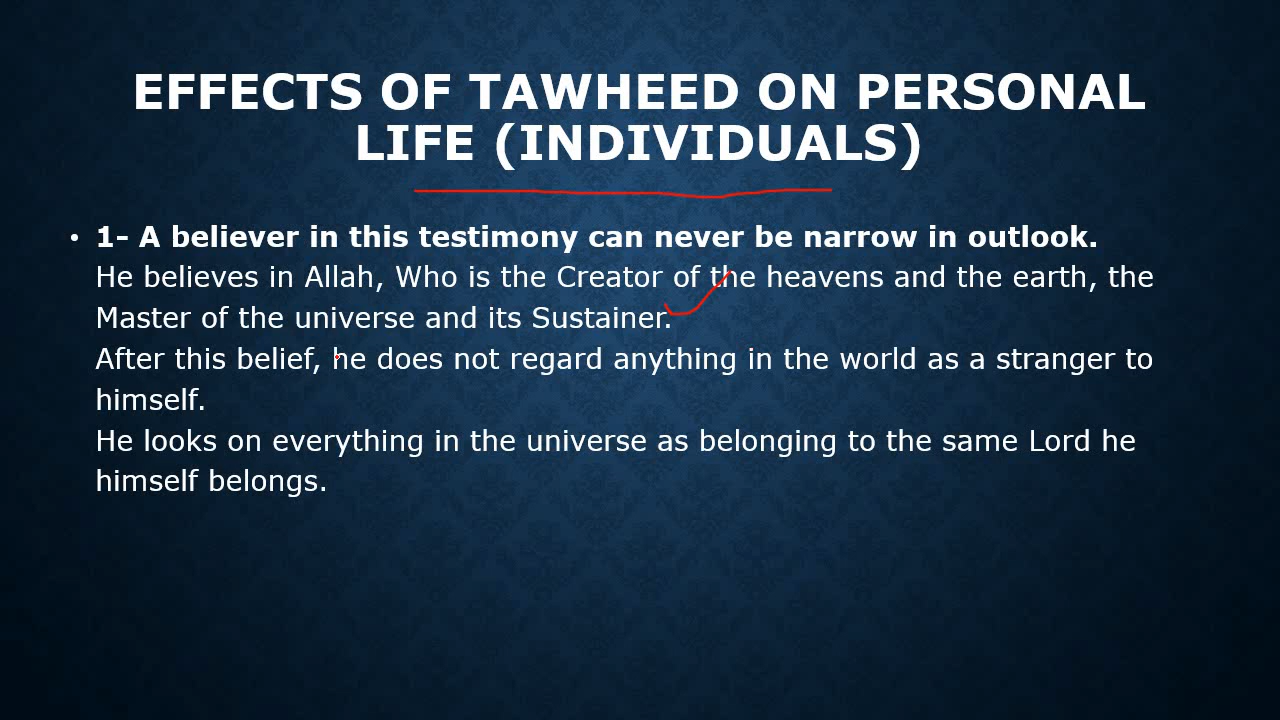 EFFECTS OF TAWHEED ON PERSONAL
LIFE (INDIVIDUALS)
• 1- A believer in this testimony can never be narrow in outlook.
He believes in Allah, Who is the Creator of the heavens and the earth, the
Master of the universe and its Sustainer.
After this belief, he does not regard anything in the world as a stranger to
himself.
He looks on everything in the universe as belonging to the same Lord he
himself belongs.